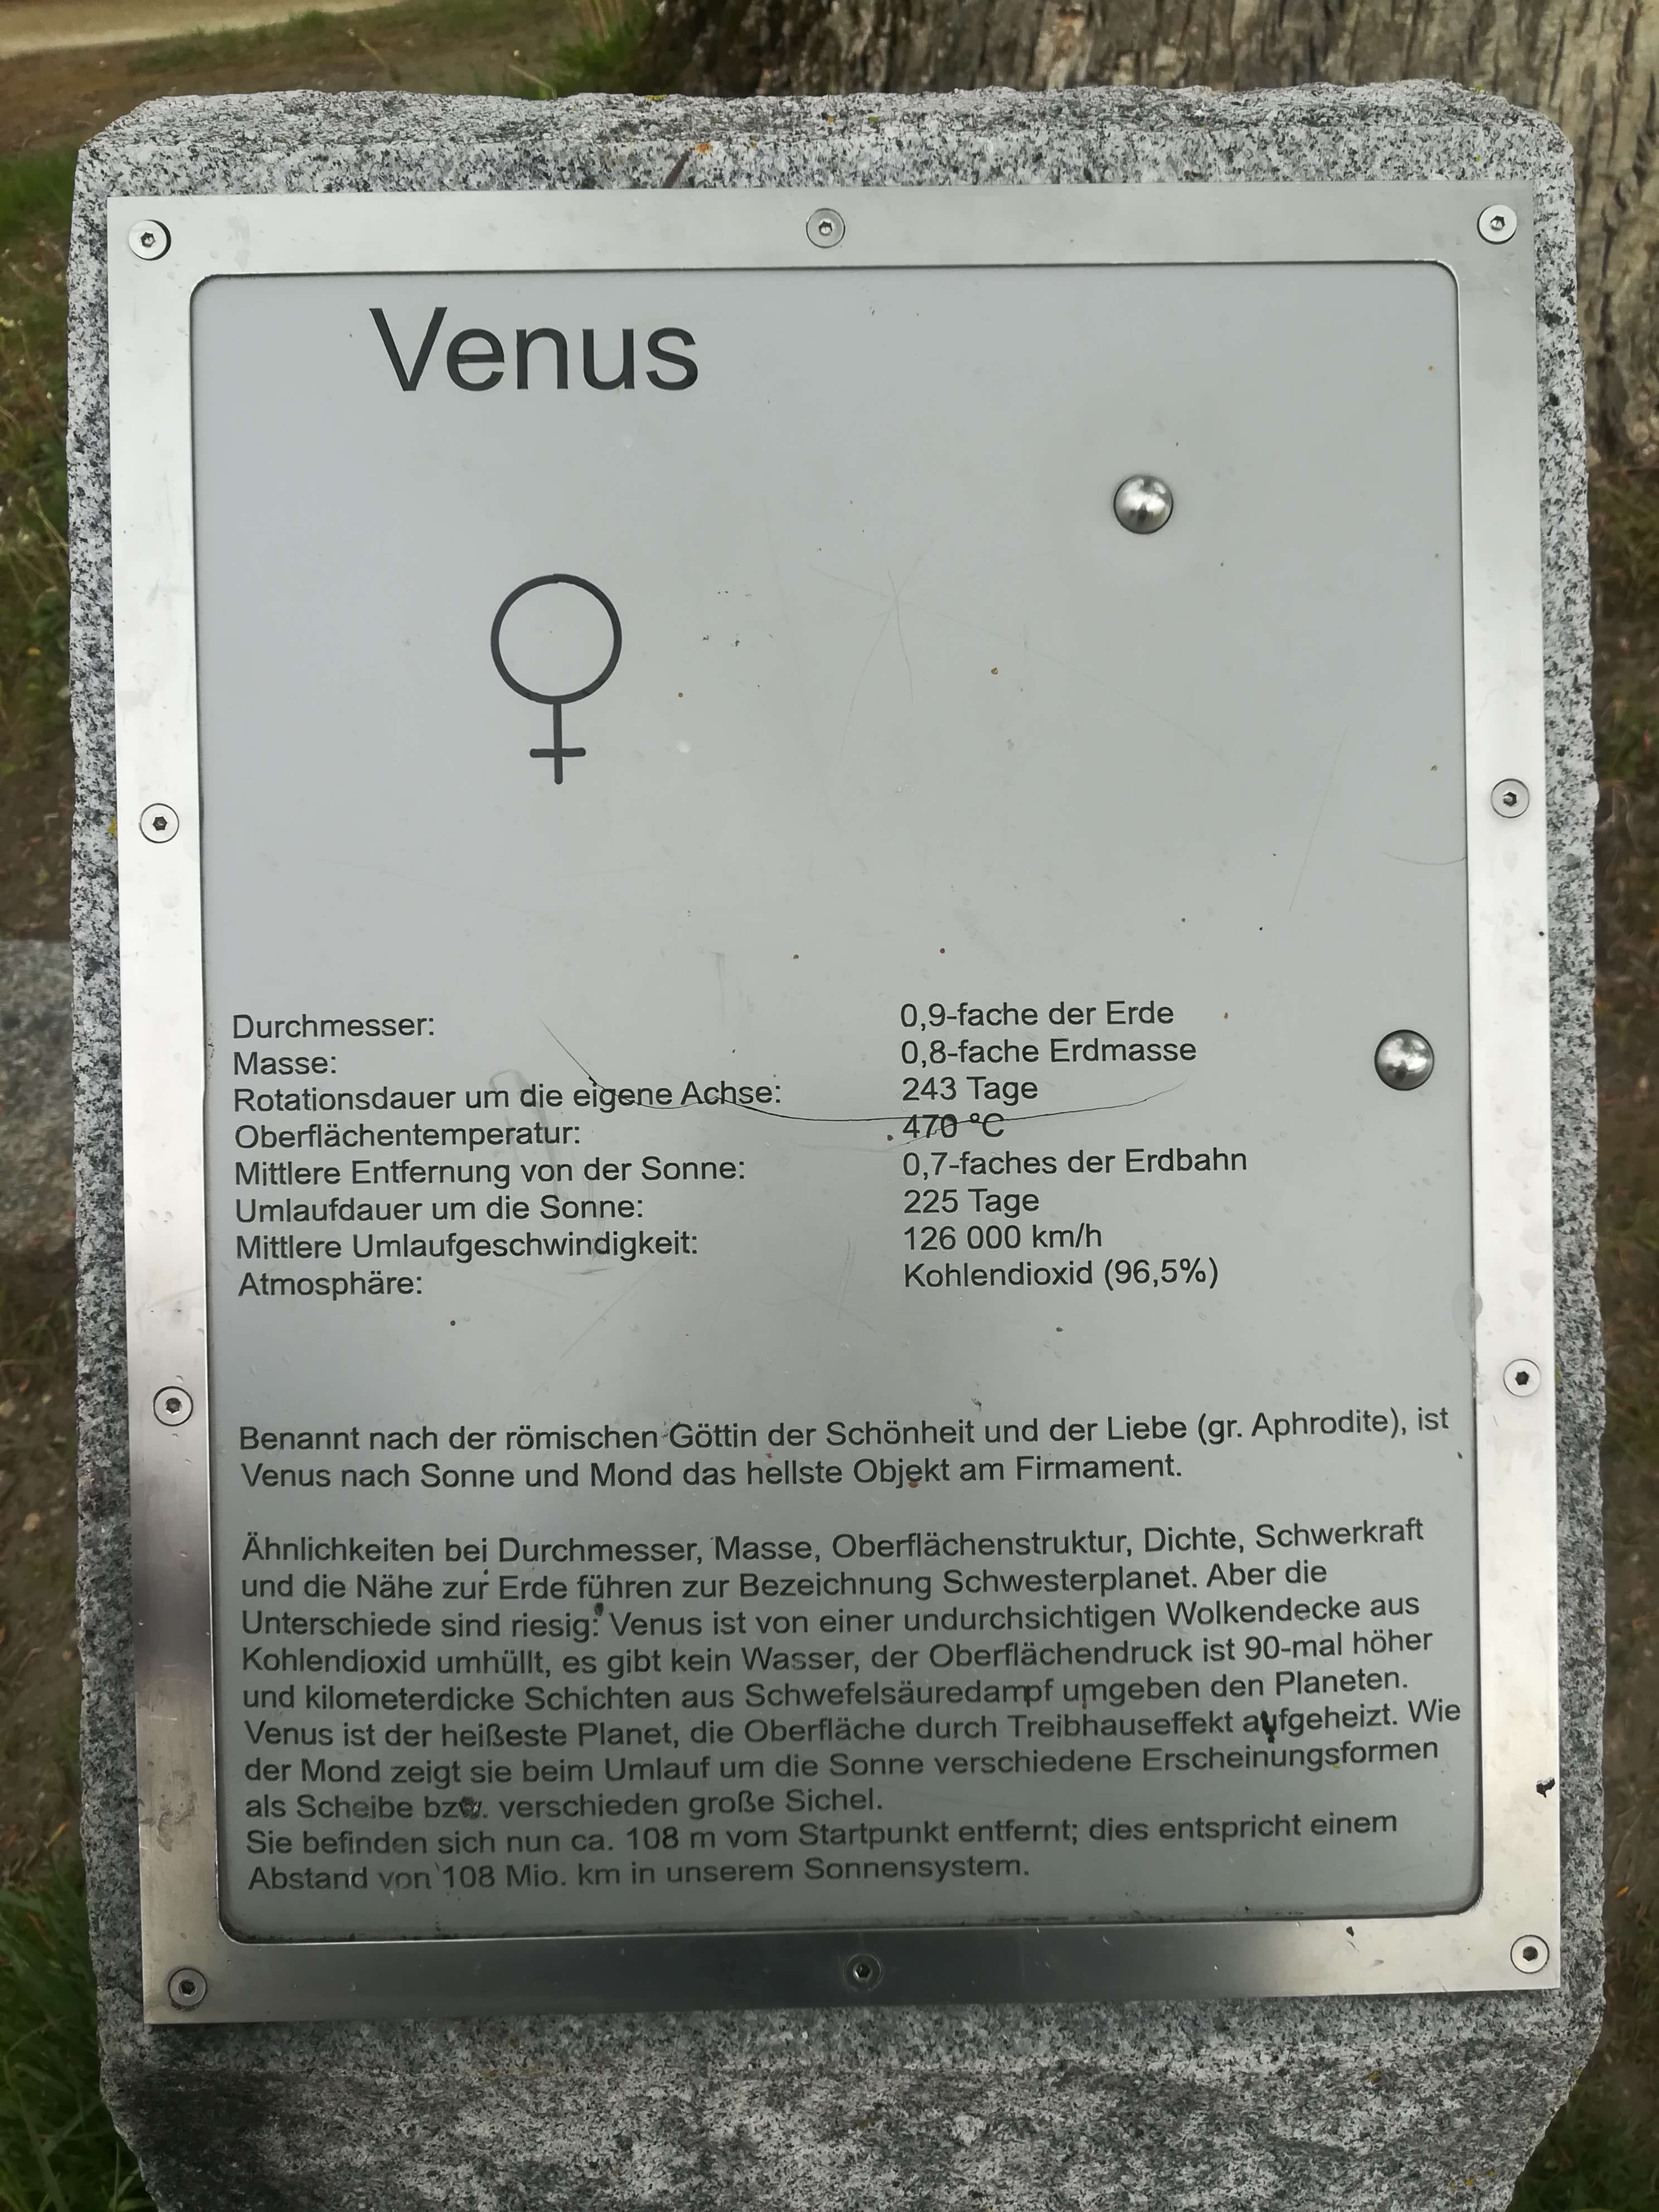 Venus
Durchmesser: 0,9-fache der Erde
Masse: 0,8-fache Erdmasse
Rotationsdauer um die eigene Achse: 243 Tage
Oberflächentemperatur: 470 °C
Mittlere Entfernung von der Sonne: 0,7-faches der Erdbahn
Umlaufdauer um die Sonne: 225 Tage
Mittlere Umlaufgeschwindigkeit: 126 000 km/h
Atmosphäre: Kohlendioxid (96,5%)
Benannt nach der römischen Göttin der Schönheit und der Liebe (gr. Aphrodite), ist
Venus nach Sonne und Mond das hellste Objekt am Firmament.
Ähnlichkeiten bei Durchmesser, Masse, Oberflächenstruktur, Dichte, Schwerkraft
und die Nähe zur Erde führen zur Bezeichnung Schwesterplanet. Aber die
Unterschiede sind riesig: Venus ist von einer undurchsichtigen Wolkendecke aus
Kohlendioxid umhüllt, es gibt kein Wasser, der Oberflächendruck ist 90-mal höher
und kilometerdicke Schichten aus Schwefelsäuredampf umgeben den Planeten.
Venus ist der heißeste Planet, die Oberfläche durch Treibhauseffekt aufgeheizt. Wie
der Mond zeigt sie beim Umlauf um die Sonne verschiedene Erscheinungsformen
als Scheibe bzw. verschieden große Sichel.
Sie befinden sich nun ca. 108 m vom Startpunkt entfernt; dies entspricht einem
Abstand von 108 Mio. km in unserem Sonnensystem.